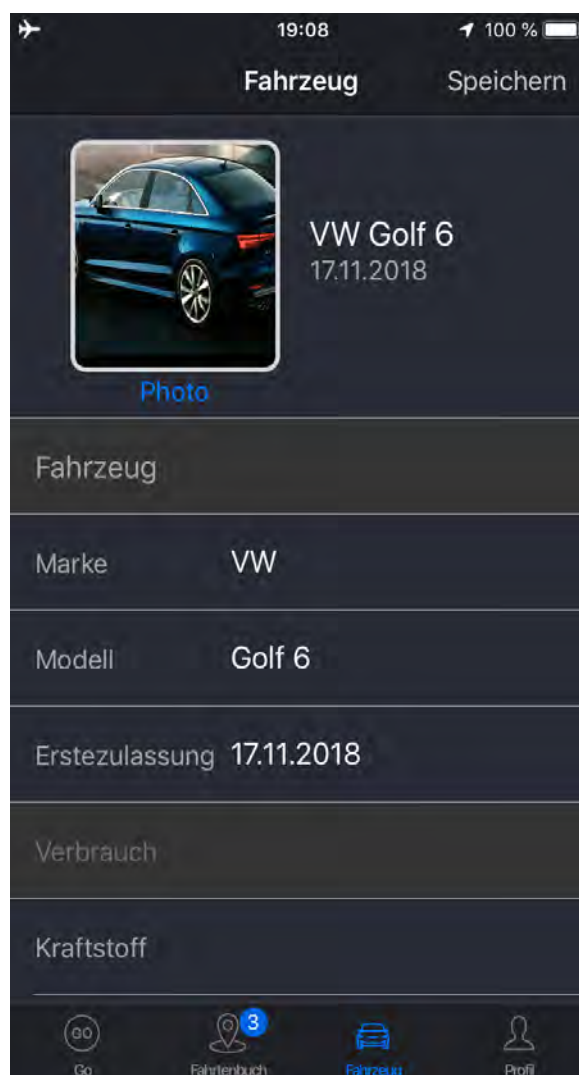 19:08 100 %
Fahrzeug Speichern
VW Golf 6
17.11.2018
Photo
Fahrzeug
Marke VW
Modell Golf 6
Erstezulassung 17.11.2018
Verbrauch
Kraftstoff
GO 3
Go Fahrtenbuch Fahrzeug Profil